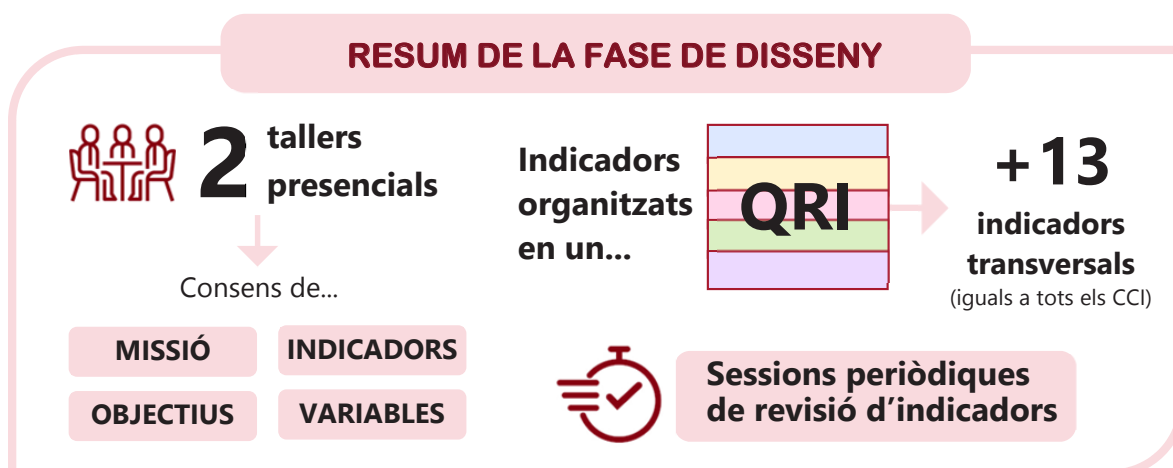 RESUM DE LA FASE DE DISSENY
2
tallers
presencials
Consens de...
MISSIÓ
INDICADORS
OBJECTIUS
VARIABLES
Indicadors
organitzats
en un...
QRI
+13
indicadors
transversals
(iguals a tots els CCI)
Sessions periòdiques
de revisió d’indicadors